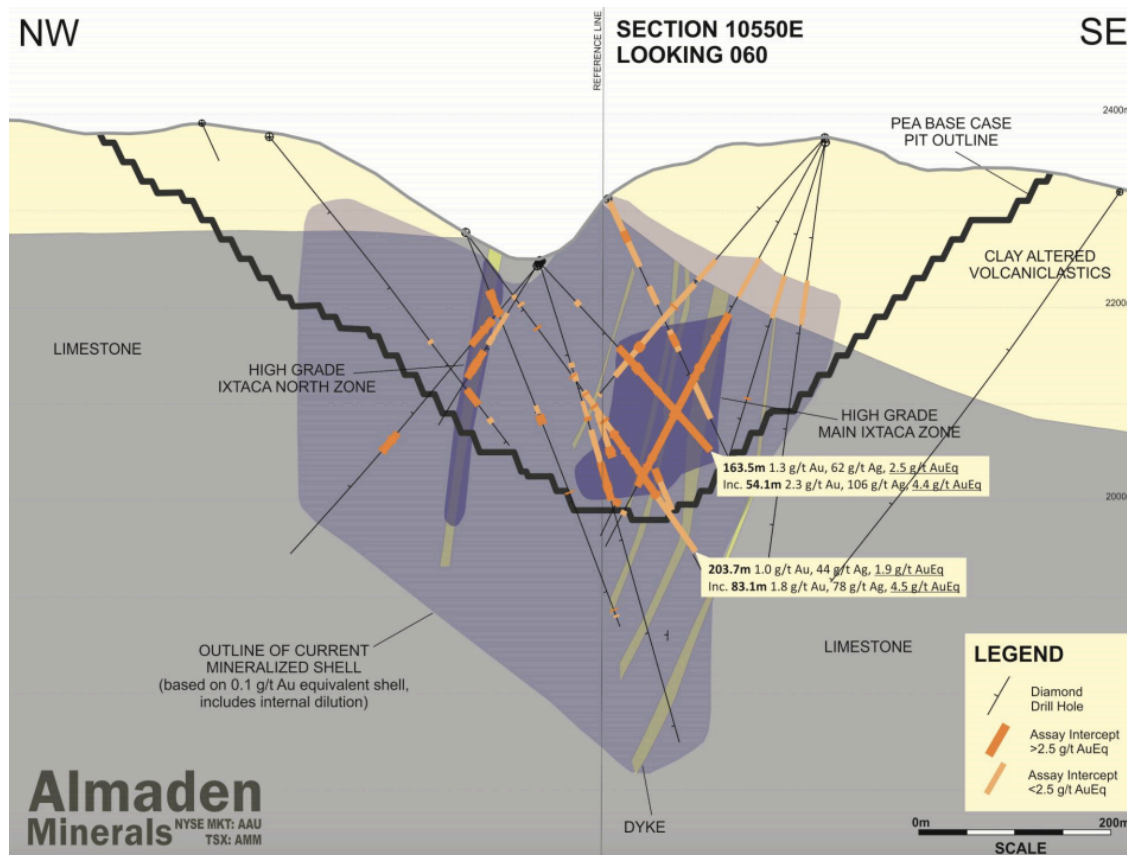 NW
SECTION 10550E
LOOKING 060
SE
REFERENCE LINE
2400m
PEA BASE CASE
PIT OUTLINE
CLAY ALTERED
VOLCANICLASTICS
2200m
LIMESTONE
HIGH GRADE
IXTACA NORTH ZONE
HIGH GRADE
MAIN IXTACA ZONE
163.5m 1.3 g/t Au, 62 g/t Ag, 2.5 g/t AuEq
Inc. 54.1m 2.3 g/t Au, 106 g/t Ag, 4.4 g/t AuEq
2000m
203.7m 1.0 g/t Au, 44 g/t Ag, 1.9 g/t AuEq
Inc. 83.1m 1.8 g/t Au, 78 g/t Ag, 4.5 g/t AuEq
OUTLINE OF CURRENT
MINERALIZED SHELL
(based on 0.1 g/t Au equivalent shell,
includes internal dilution)
LIMESTONE
LEGEND
Diamond
Drill Hole
Assay Intercept
>2.5 g/t AuEq
Assay Intercept
<2.5 g/t AuEq
Almaden
Minerals NYSE MKT: AAU
TSX: AMM
DYKE
0m 200m
SCALE